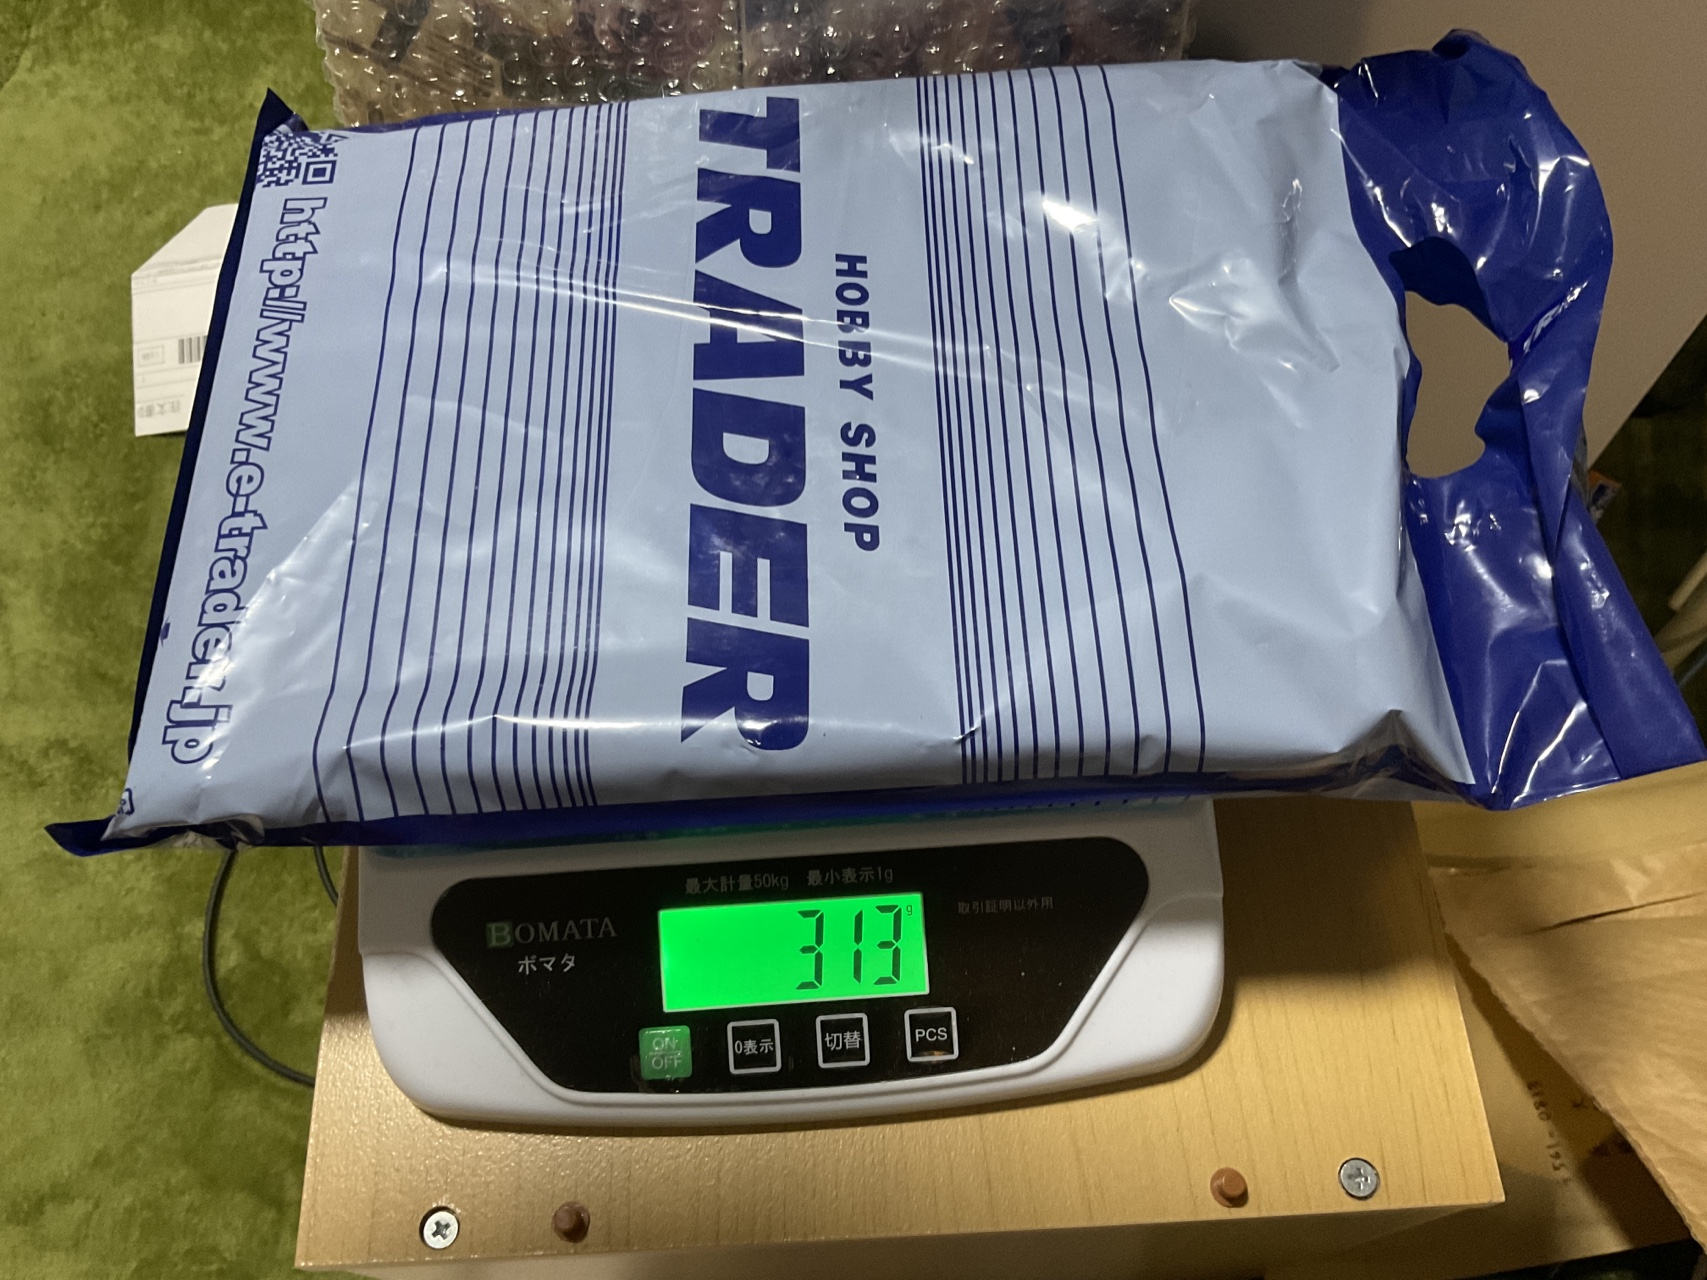 HOBBY SHOP
TRADER
http://www.e-trader.jp
最大計量50kg 最小表示1g
BOMATA
ボマタ
取引証明以外用
313
g
ON
OFF
0表示
切替
PCS